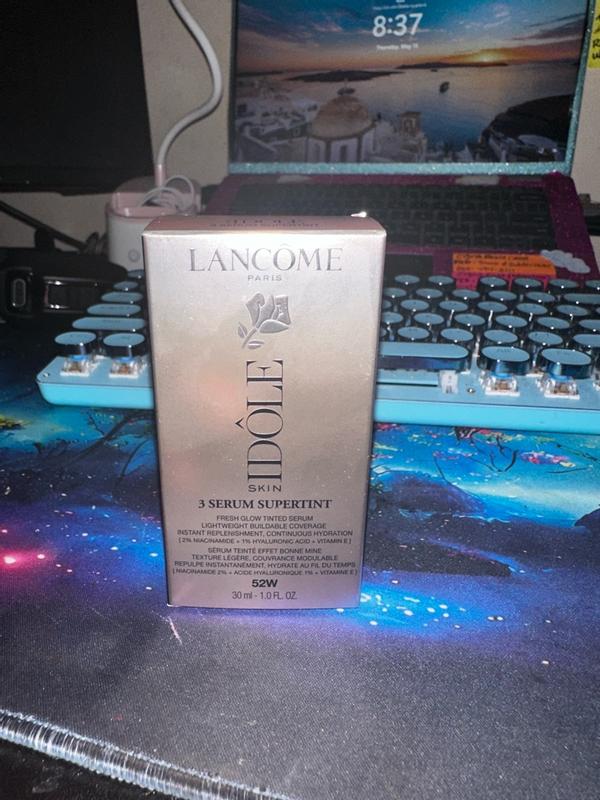 8:37
LANCÔME
PARIS
IDÔLE
SKIN
3 SERUM SUPERTINT
FRESH GLOW TINTED SERUM
LIGHTWEIGHT BUILDABLE COVERAGE
INSTANT REPLENISHMENT, CONTINUOUS HYDRATION
[ 2% NIACINAMIDE + 1% HYALURONIC ACID + VITAMIN E ]
SÉRUM TEINTÉ EFFET BONNE MINE
TEXTURE LÉGÈRE, COUVRANCE MODULABLE
REPULPE INSTANTANÉMENT, HYDRATE AU FIL DU TEMPS
[ NIACINAMIDE 2% + ACIDE HYALURONIQUE 1% + VITAMINE E ]
52W
30 ml - 1.0 FL. OZ.